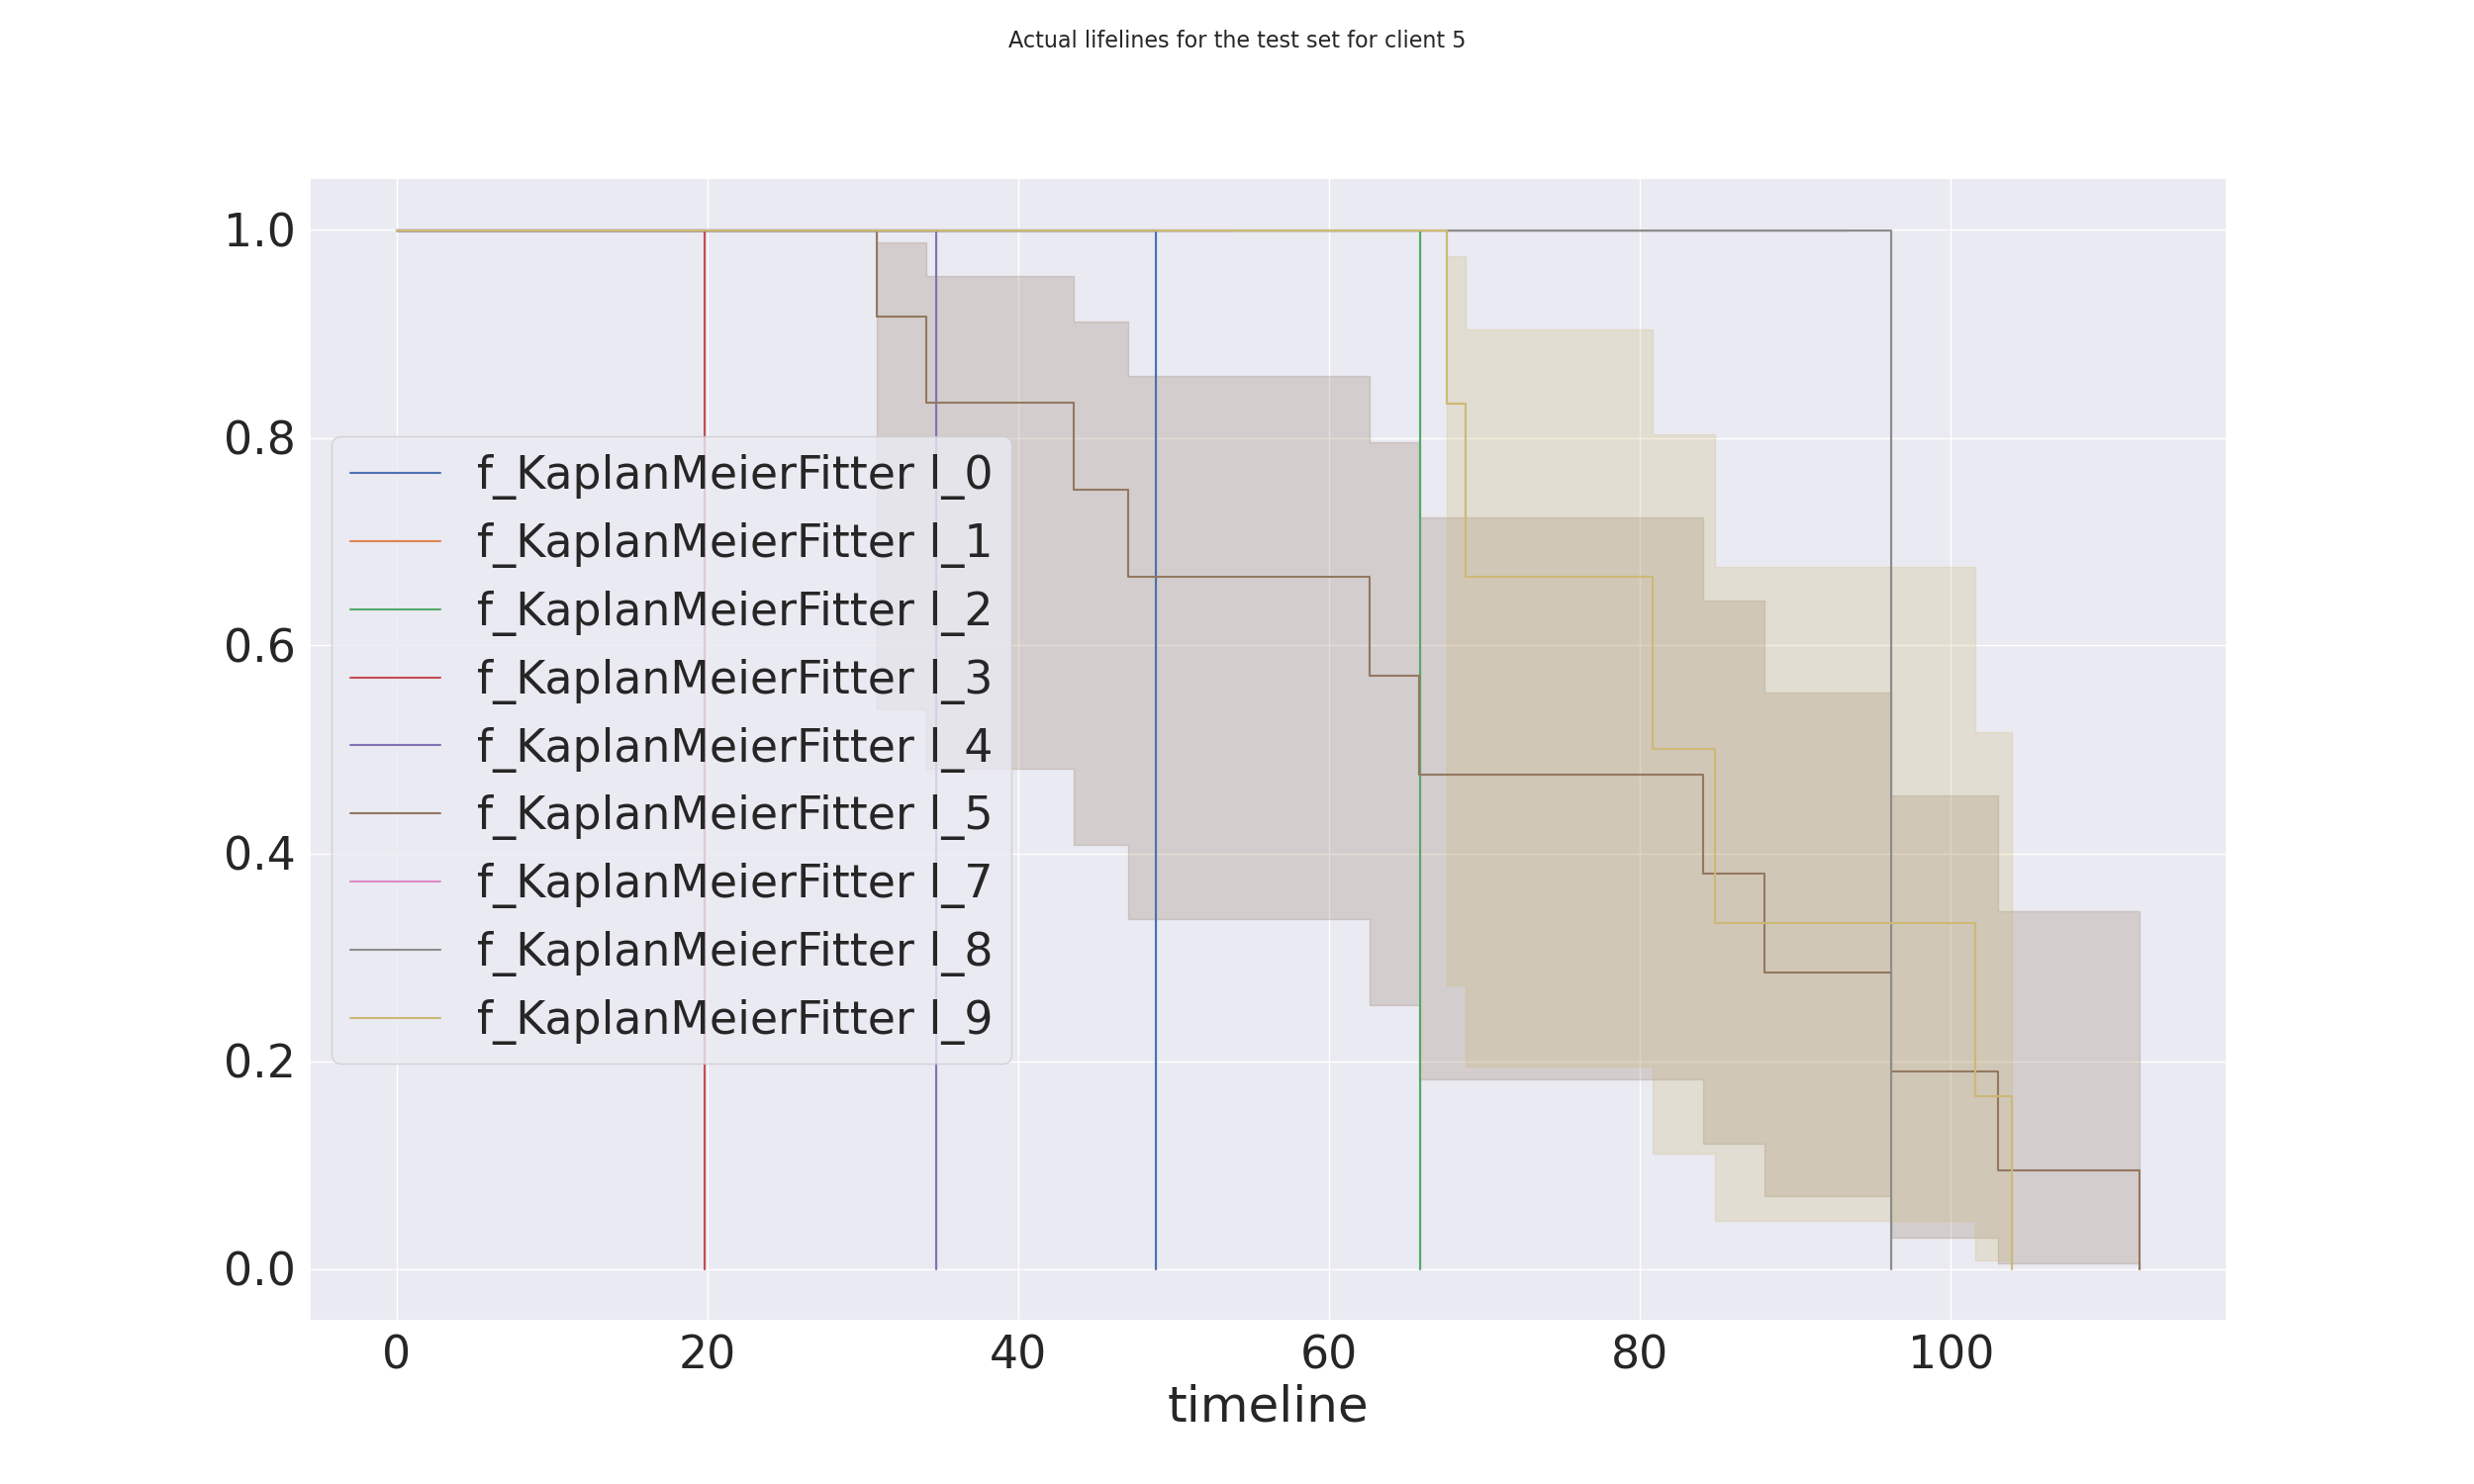 Actual lifelines for the test set for client 5
1.0
0.8
0.6
0.4
0.2
0.0
f_KaplanMeierFitter l_0
f_KaplanMeierFitter l_1
f_KaplanMeierFitter l_2
f_KaplanMeierFitter l_3
f_KaplanMeierFitter l_4
f_KaplanMeierFitter l_5
f_KaplanMeierFitter l_7
f_KaplanMeierFitter l_8
f_KaplanMeierFitter l_9
0 20 40 60 80 100
timeline